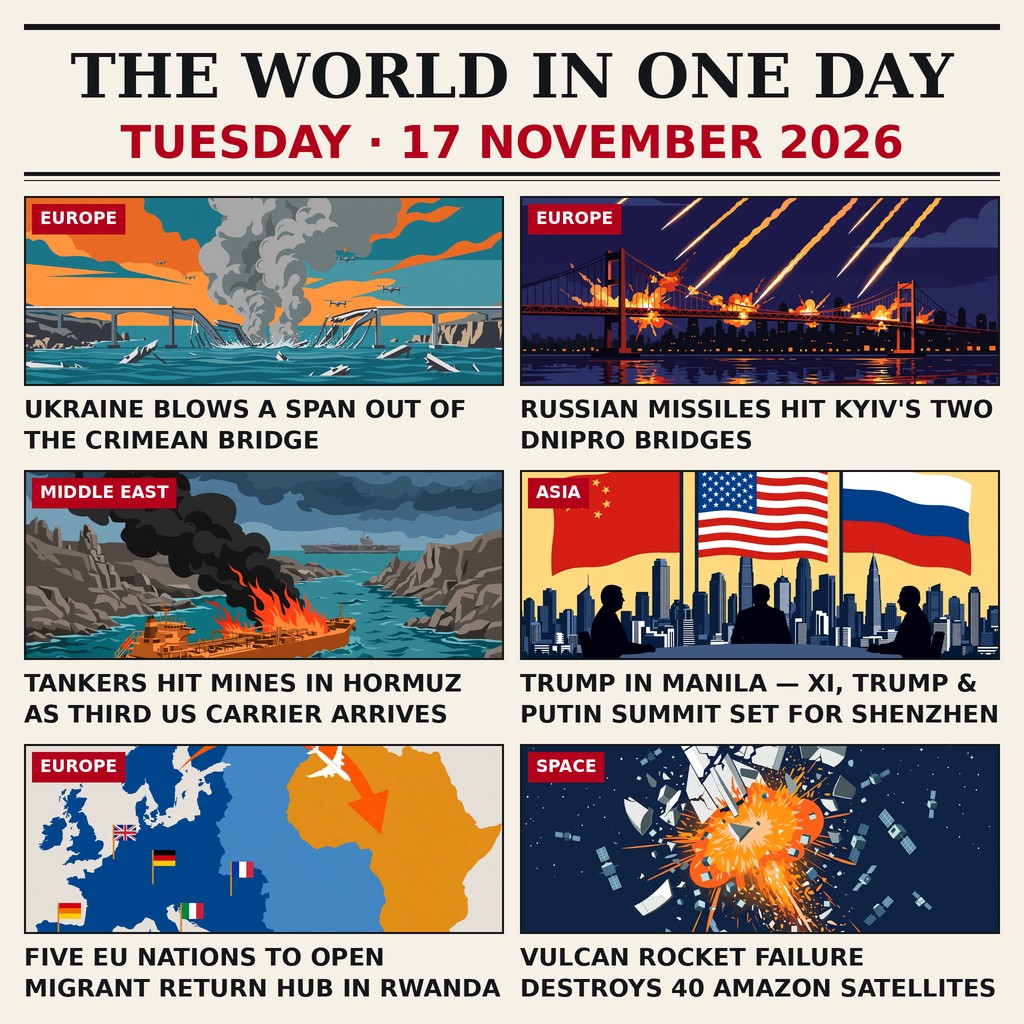 THE WORLD IN ONE DAY
TUESDAY · 17 NOVEMBER 2026
EUROPE
UKRAINE BLOWS A SPAN OUT OF
THE CRIMEAN BRIDGE
EUROPE
RUSSIAN MISSILES HIT KYIV'S TWO
DNIPRO BRIDGES
MIDDLE EAST
TANKERS HIT MINES IN HORMUZ
AS THIRD US CARRIER ARRIVES
ASIA
TRUMP IN MANILA — XI, TRUMP &
PUTIN SUMMIT SET FOR SHENZHEN
EUROPE
FIVE EU NATIONS TO OPEN
MIGRANT RETURN HUB IN RWANDA
SPACE
VULCAN ROCKET FAILURE
DESTROYS 40 AMAZON SATELLITES